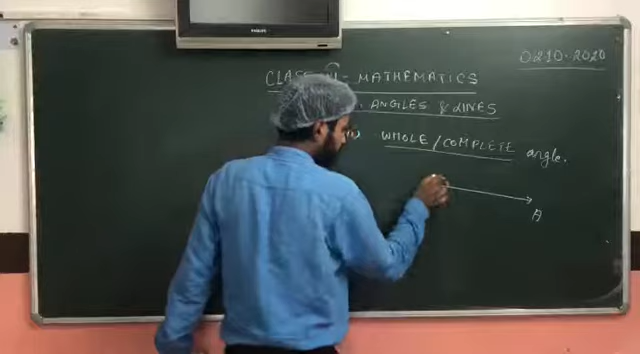 PHILIPS
02.10.2020
CLASS - MATHEMATICS
ANGLES & LINES
WHOLE/COMPLETE angle.
A